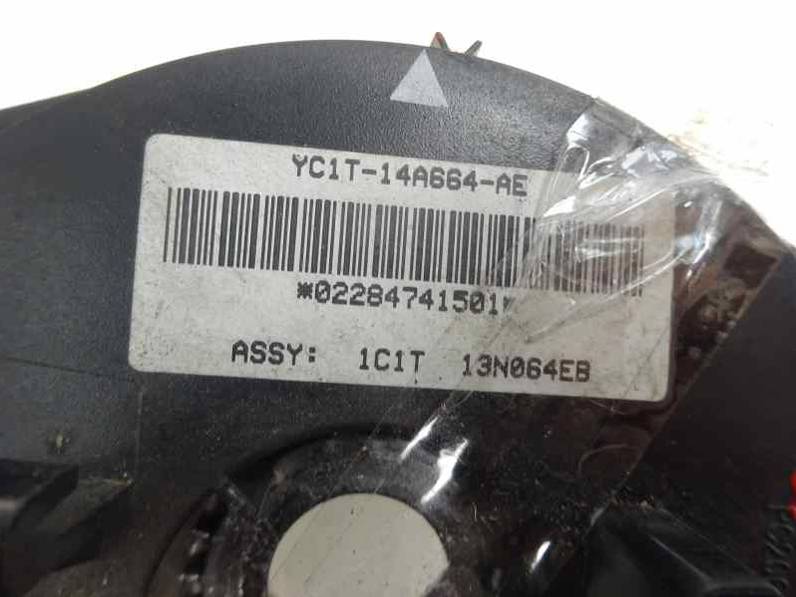 YC1T-14A664-AE
*02284741501*
ASSY: 1C1T 13N064EB